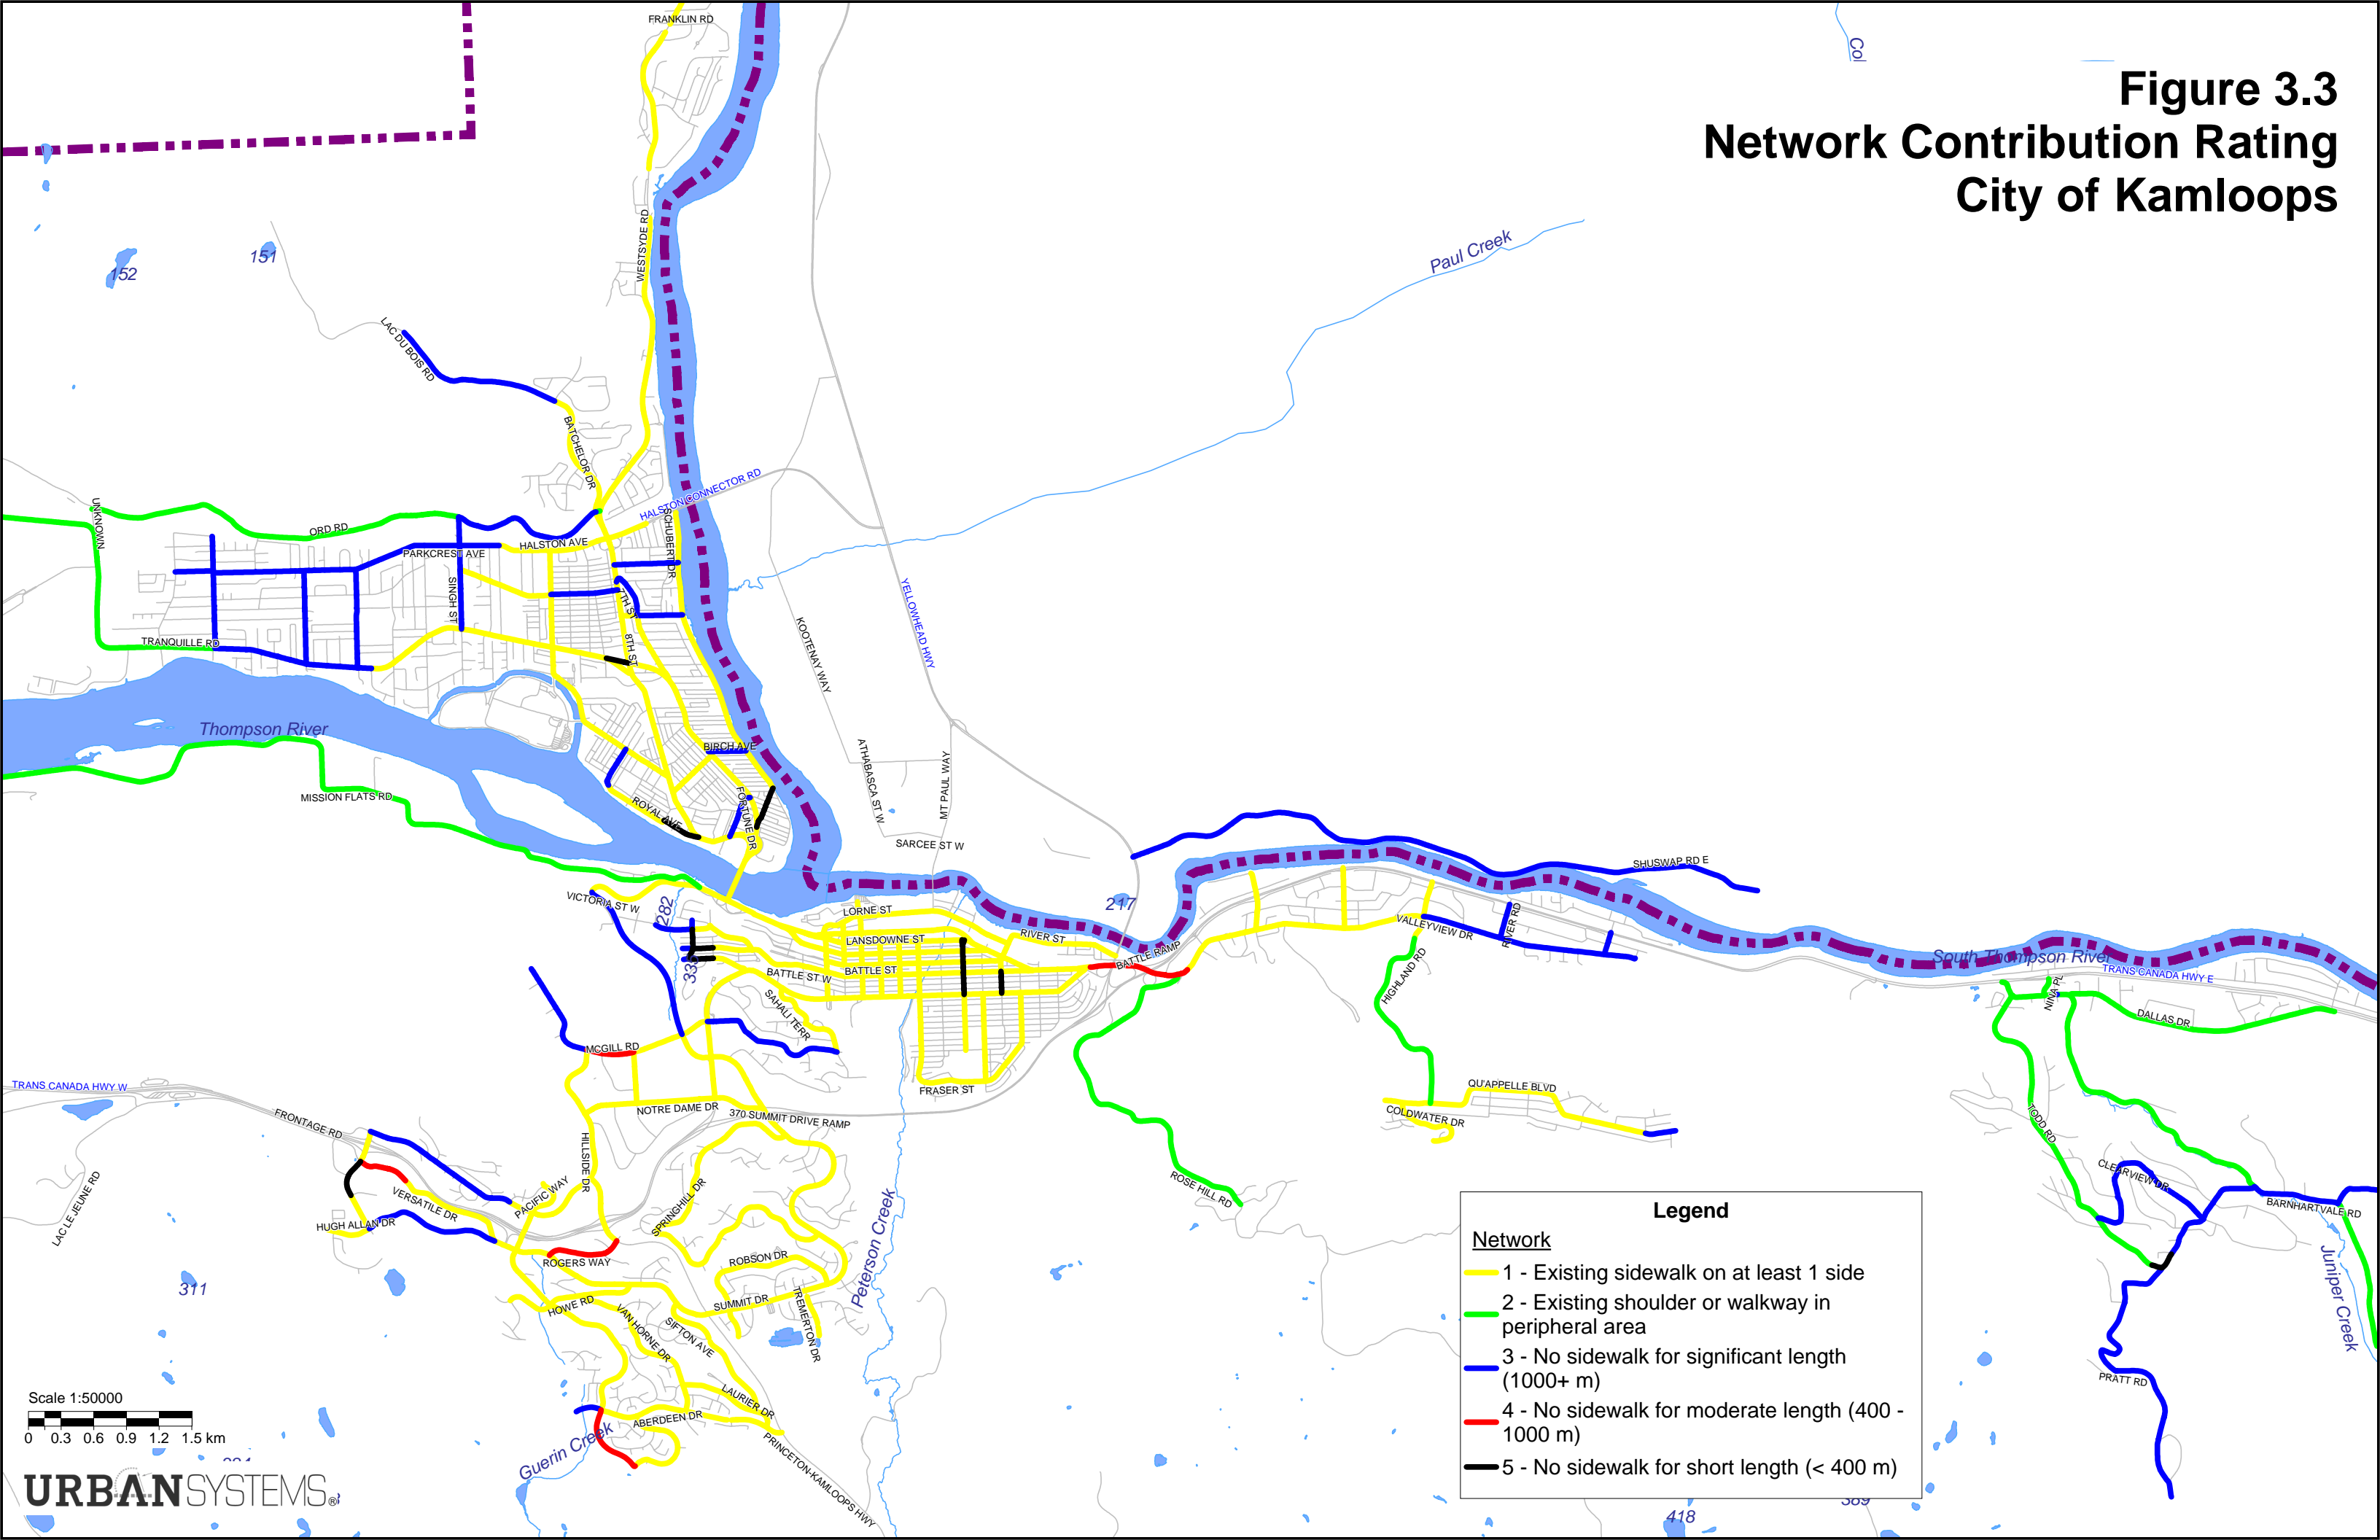 FRANKLIN RD
Col
Figure 3.3
Network Contribution Rating
City of Kamloops
WESTSYDE RD
Paul Creek
151
152
LAC DU BOIS RD
BATCHELOR DR
HALSTON CONNECTOR RD
UNKNOWN
ORD RD
SCHUBERT DR
HALSTON AVE
PARKCREST AVE
SINGH ST
7TH ST
8TH ST
YELLOWHEAD HWY
KOOTENAY WAY
TRANQUILLE RD
Thompson River
BIRCH AVE
ATHABASCA ST W
MT PAUL WAY
MISSION FLATS RD
ROYAL AVE
FORTUNE DR
SARCEE ST W
SHUSWAP RD E
VICTORIA ST W
282
LORNE ST
217
RIVER ST
VALLEYVIEW DR
RIVER RD
LANSDOWNE ST
BATTLE RAMP
South Thompson River
TRANS CANADA HWY E
BATTLE ST W
BATTLE ST
HIGHLAND RD
NINA PL
SAHALI TERR
DALLAS DR
MCGILL RD
TRANS CANADA HWY W
FRASER ST
QU'APPELLE BLVD
NOTRE DAME DR
370 SUMMIT DRIVE RAMP
COLDWATER DR
FRONTAGE RD
TODD RD
HILLSIDE DR
CLEARVIEW DR
ROSE HILL RD
PACIFIC WAY
VERSATILE DR
SPRINGHILL DR
LAC LE JEUNE RD
HUGH ALLAN DR
BARNHARTVALE RD
Peterson Creek
ROGERS WAY
ROBSON DR
Juniper Creek
311
HOWE RD
SUMMIT DR
TREMERTON DR
VAN HORNE DR
SIFTON AVE
PRATT RD
LAURIER DR
ABERDEEN DR
PRINCETON-KAMLOOPS HWY
Guerin Creek
Legend
Network
1 - Existing sidewalk on at least 1 side
2 - Existing shoulder or walkway in
peripheral area
3 - No sidewalk for significant length
(1000+ m)
4 - No sidewalk for moderate length (400 -
1000 m)
5 - No sidewalk for short length (< 400 m)
389
418
Scale 1:50000
0 0.3 0.6 0.9 1.2 1.5 km
URBANSYSTEMS®